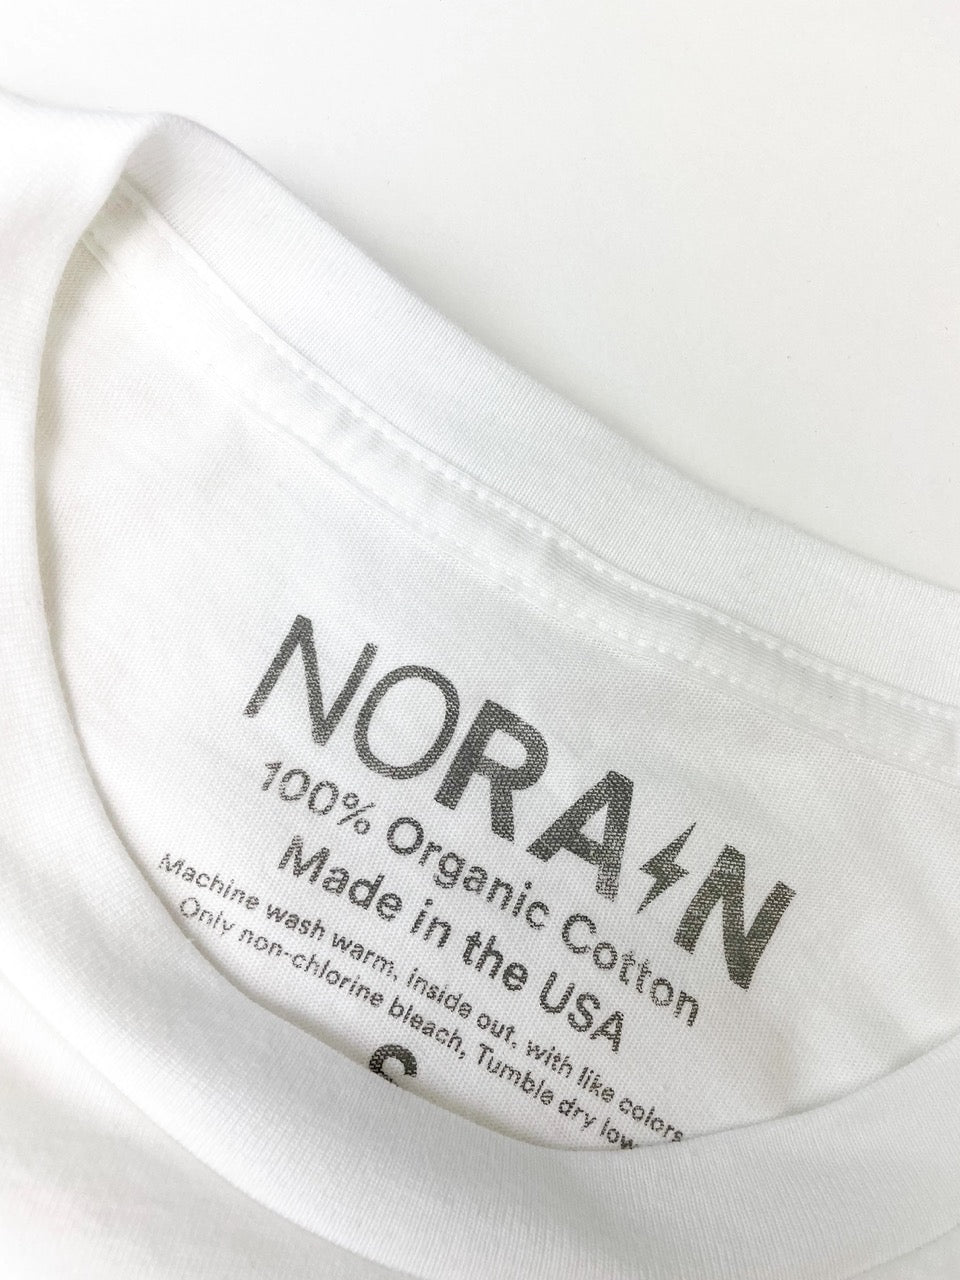 NORA⚡N
100% Organic Cotton
Made in the USA
Machine wash warm, inside out, with like colors
Only non-chlorine bleach, Tumble dry low
S